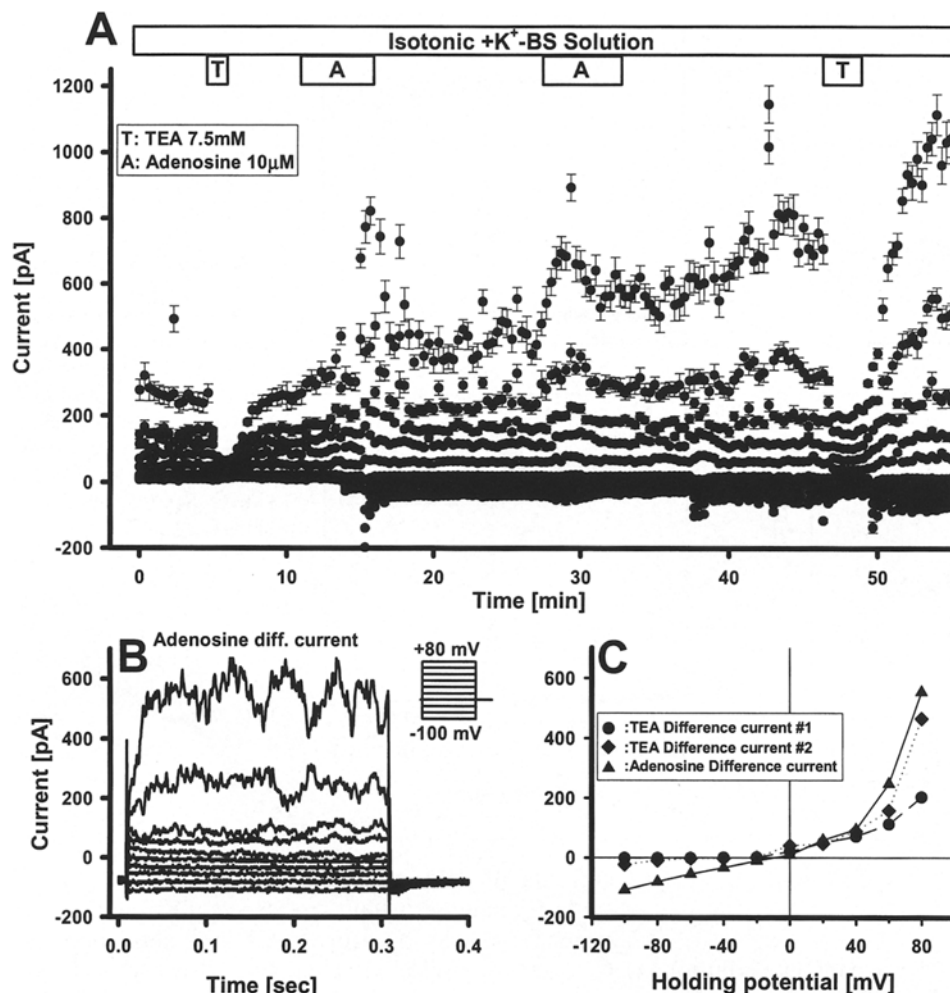 A
Isotonic +K+-BS Solution
T
A
A
T
T: TEA 7.5mM
A: Adenosine 10µM
1200
1000
800
600
400
200
0
-200
Current [pA]
0
10
20
30
40
50
Time [min]
B
Adenosine diff. current
+80 mV
-100 mV
600
400
200
0
-200
Current [pA]
0.0
0.1
0.2
0.3
0.4
Time [sec]
C
:TEA Difference current #1
:TEA Difference current #2
:Adenosine Difference current
600
400
200
0
-200
-120
-80
-40
0
40
80
Holding potential [mV]